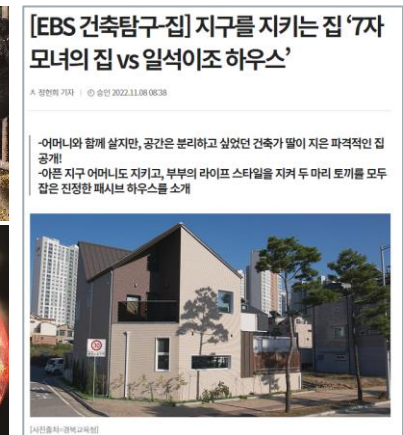 [EBS 건축탐구-집] 지구를 지키는 집 ‘7자
모녀의 집 vs 일석이조 하우스’
승인 2022.11.08 08:38
-어머니와 함께 살지만, 공간은 분리하고 싶었던 건축가 딸이 지은 파격적인 집
공개!
-아픈 지구 어머니도 지키고, 부부의 라이프 스타일을 지켜 두 마리 토끼를 모두
잡은 진정한 패시브 하우스를 소개
30
[사진출처=경북교육청]